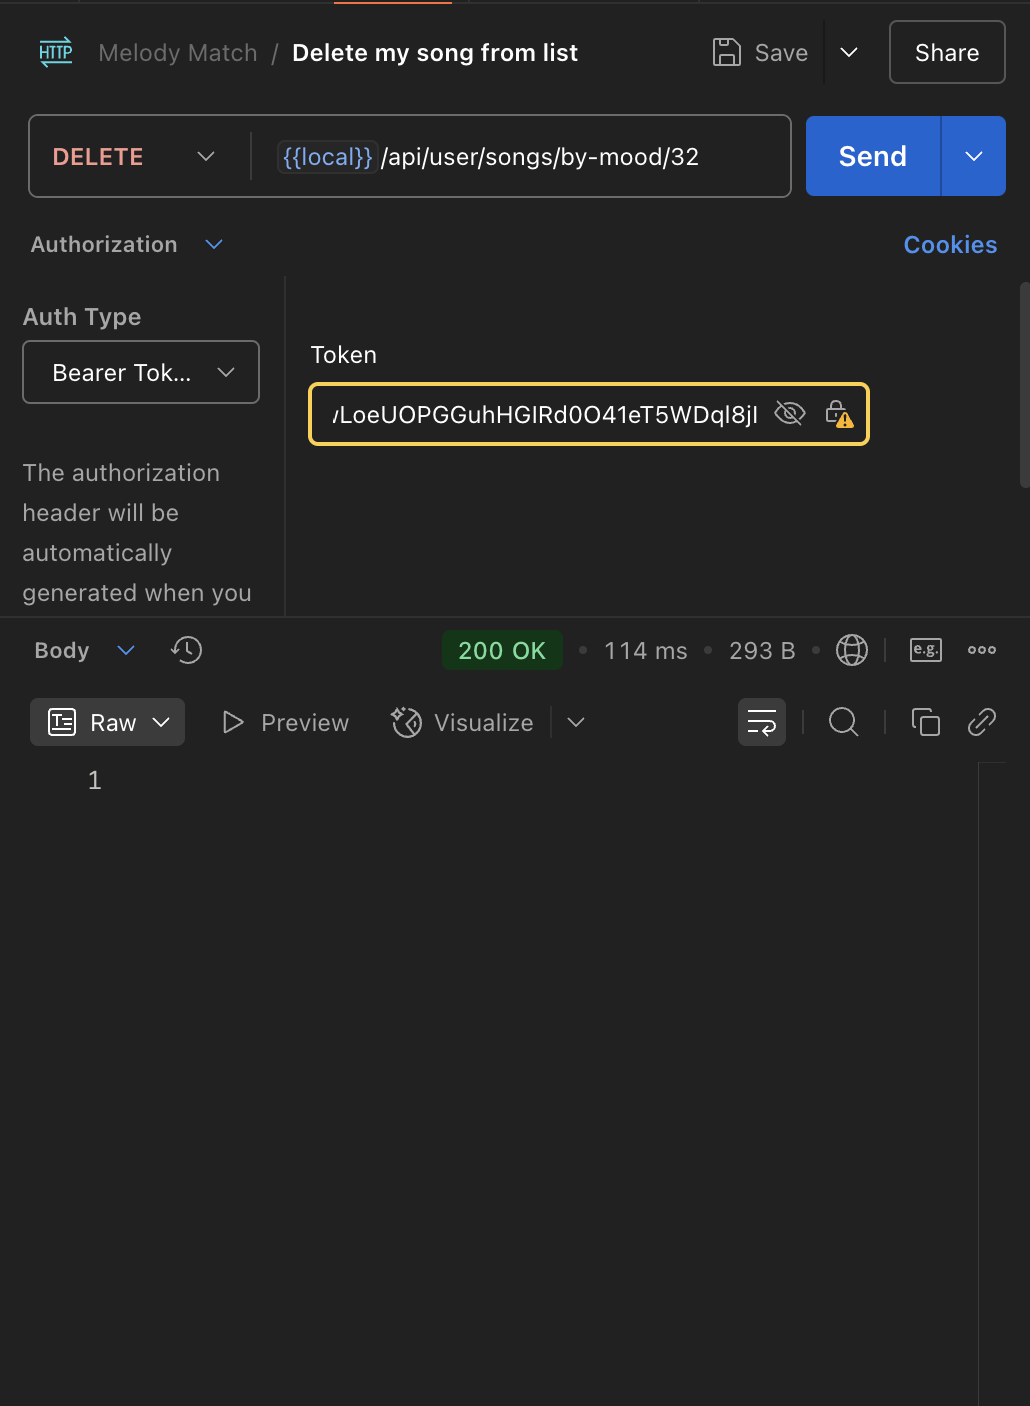 HTTP Melody Match / Delete my song from list Save Share
DELETE {{local}}/api/user/songs/by-mood/32 Send
Authorization Cookies
Auth Type
Bearer Tok...
Token
LoeUOPGGuhHGIRd0O41eT5WDql8jI
The authorization
header will be
automatically
generated when you
Body 200 OK • 114 ms • 293 B • e.g.
Raw Preview Visualize
1